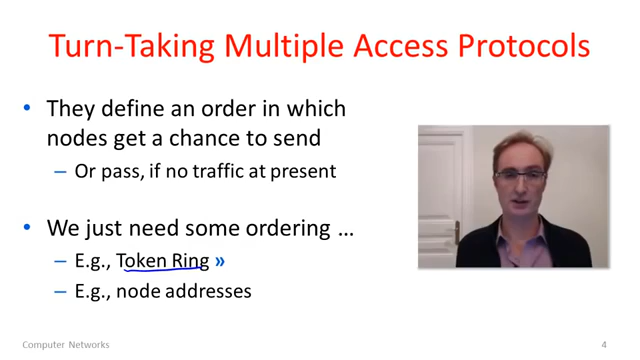 Turn-Taking Multiple Access Protocols
• They define an order in which
nodes get a chance to send
– Or pass, if no traffic at present
• We just need some ordering …
– E.g., Token Ring »
– E.g., node addresses
Computer Networks
4